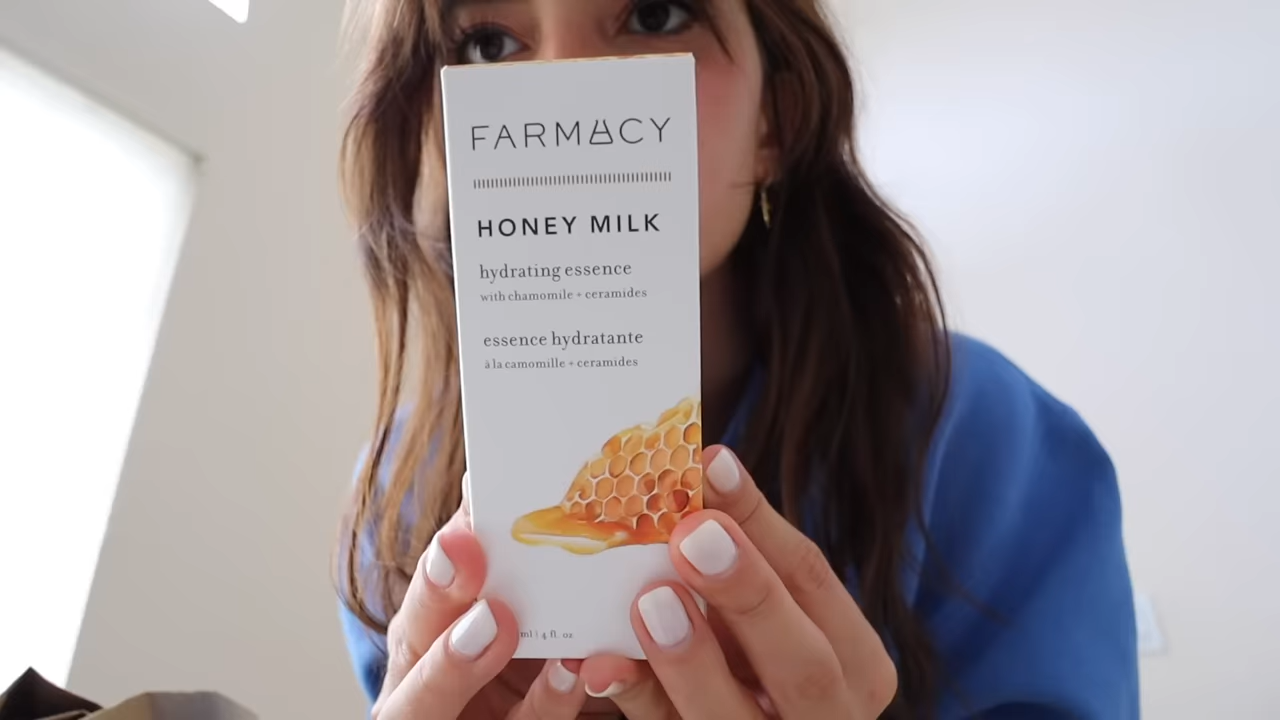 FARMACY
HONEY MILK
hydrating essence
with chamomile + ceramides
essence hydratante
à la camomille + ceramides
ml | 4 fl. oz